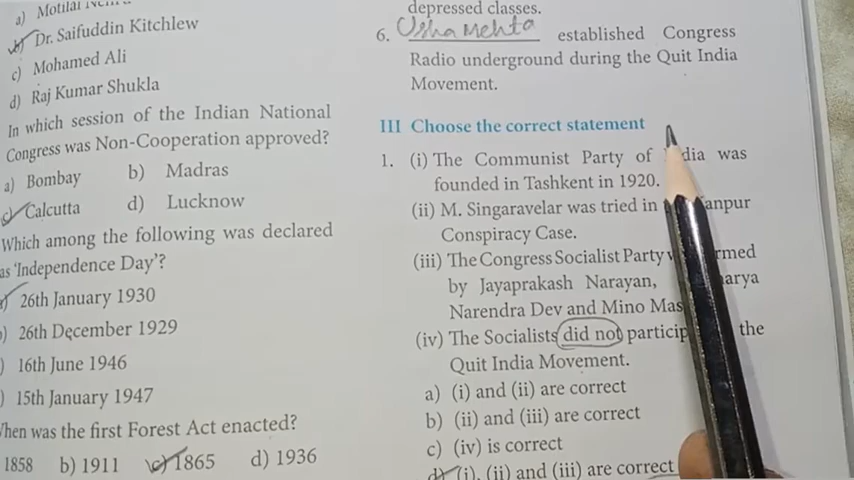 a) Motilal
b) Dr. Saifuddin Kitchlew
c) Mohamed Ali
d) Raj Kumar Shukla
In which session of the Indian National
Congress was Non-Cooperation approved?
a) Bombay b) Madras
c) Calcutta d) Lucknow
Which among the following was declared
as ‘Independence Day’?
26th January 1930
) 26th December 1929
) 16th June 1946
) 15th January 1947
When was the first Forest Act enacted?
1858 b) 1911 c) 1865 d) 1936
depressed classes.
6. Usha Mehta established Congress
Radio underground during the Quit India
Movement.
III Choose the correct statement
1. (i) The Communist Party of was
founded in Tashkent in 1920.
(ii) M. Singaravelar was tried in
Conspiracy Case.
(iii) The Congress Socialist Party
by Jayaprakash Narayan,
Narendra Dev and Mino
(iv) The Socialists did not the
Quit India Movement.
a) (i) and (ii) are correct
b) (ii) and (iii) are correct
c) (iv) is correct
d) (i), (ii) and (iii) are correct